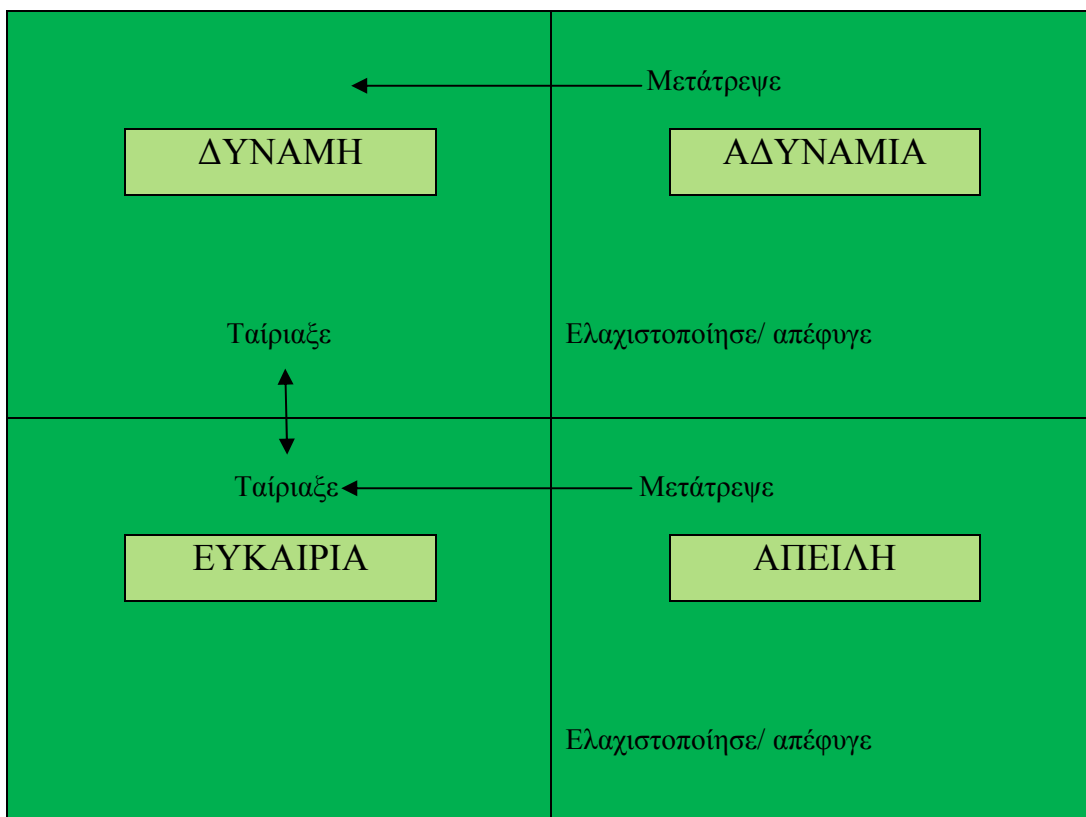 Μετάτρεψε
ΔΥΝΑΜΗ
ΑΔΥΝΑΜΙΑ
Ταίριαξε
Ελαχιστοποίησε/ απέφυγε
Ταίριαξε
Μετάτρεψε
ΕΥΚΑΙΡΙΑ
ΑΠΕΙΛΗ
Ελαχιστοποίησε/ απέφυγε